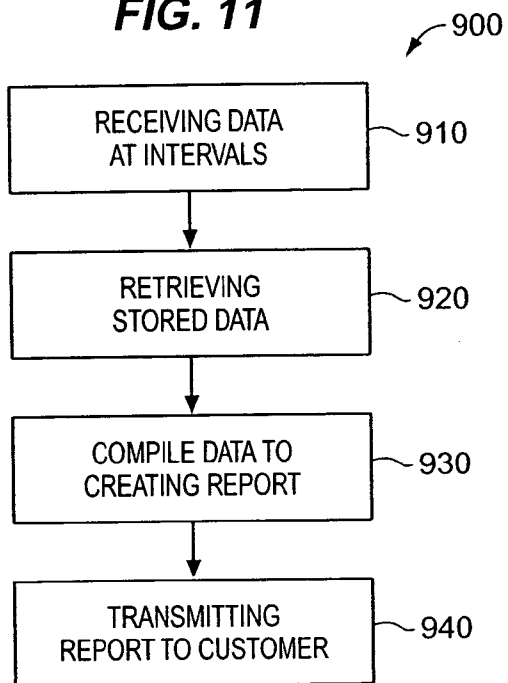 FIG. 11
900
RECEIVING DATA
AT INTERVALS
910
RETRIEVING
STORED DATA
920
COMPILE DATA TO
CREATING REPORT
930
TRANSMITTING
REPORT TO CUSTOMER
940